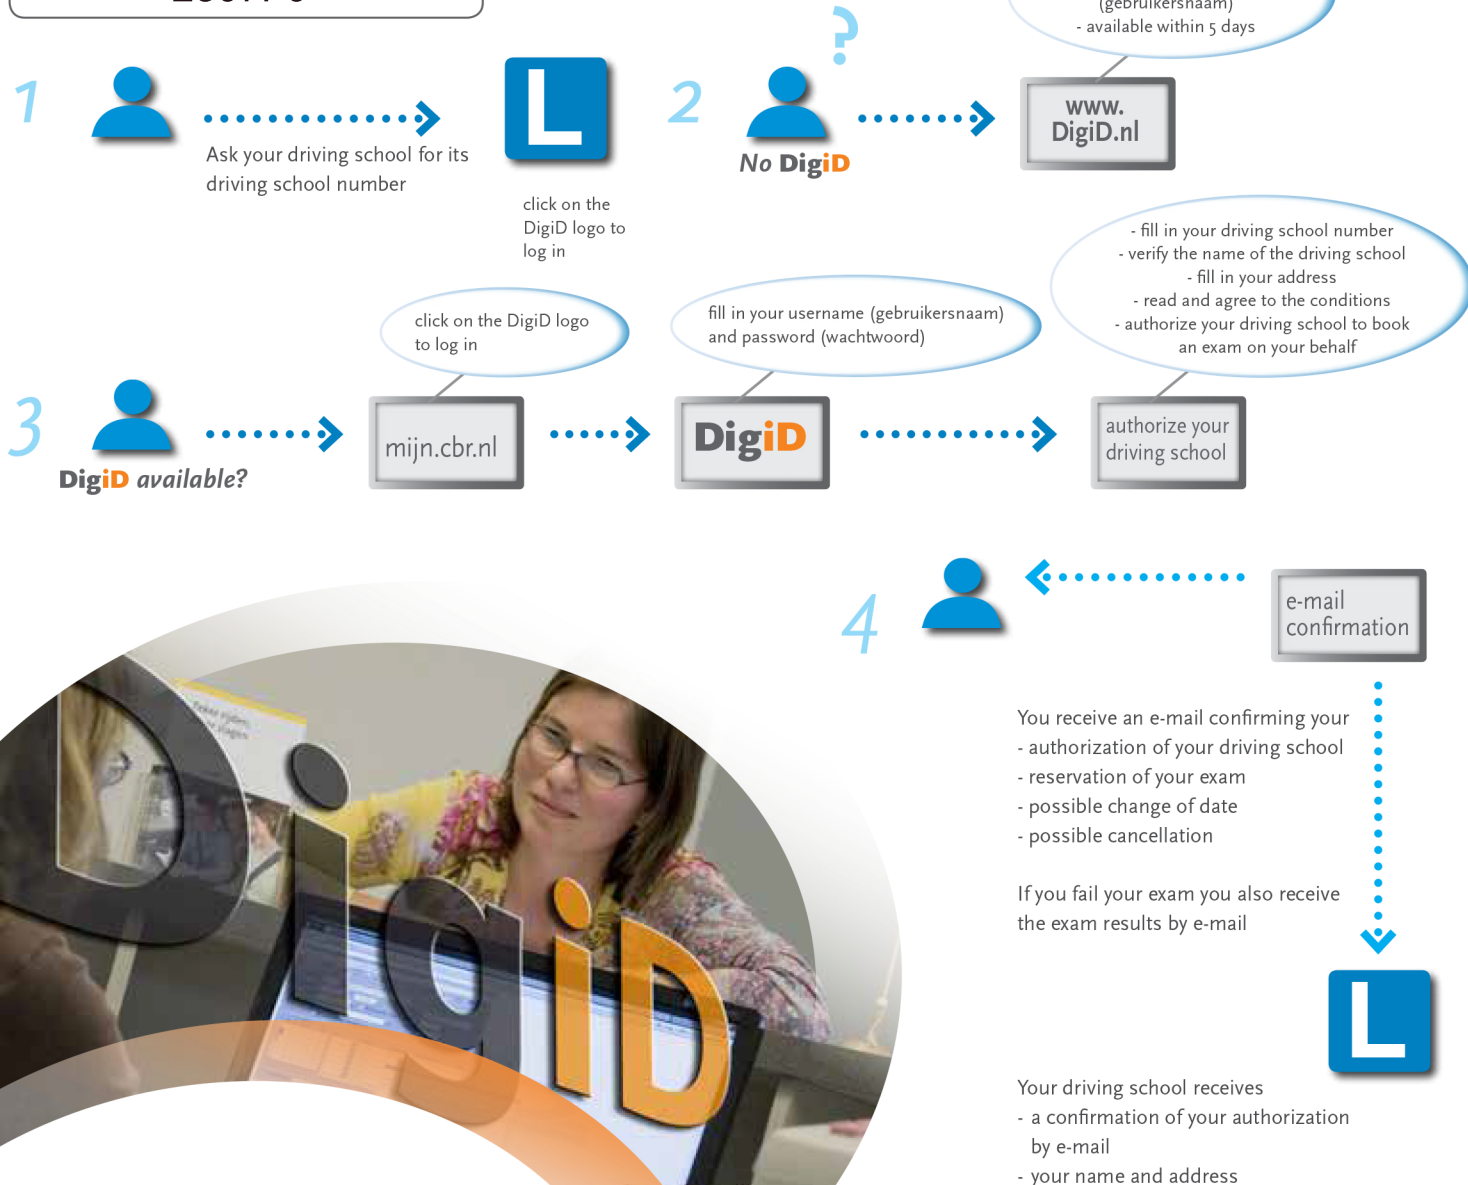 1
Ask your driving school for its
driving school number
L
click on the
DigiD logo to
log in
2
?
No DigiD
(gebruikersnaam)
- available within 5 days
www.
DigiD.nl
3
DigiD available?
click on the DigiD logo
to log in
mijn.cbr.nl
fill in your username (gebruikersnaam)
and password (wachtwoord)
DigiD
- fill in your driving school number
- verify the name of the driving school
- fill in your address
- read and agree to the conditions
- authorize your driving school to book
an exam on your behalf
authorize your
driving school
4
e-mail
confirmation
You receive an e-mail confirming your
- authorization of your driving school
- reservation of your exam
- possible change of date
- possible cancellation
If you fail your exam you also receive
the exam results by e-mail
L
Your driving school receives
- a confirmation of your authorization
by e-mail
- your name and address
DigiD